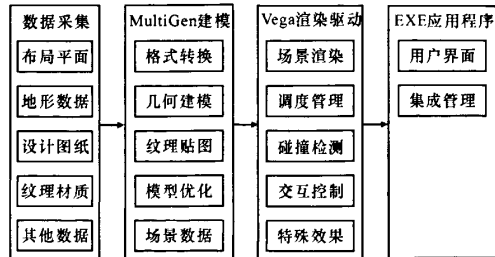 数据采集
布局平面
地形数据
设计图纸
纹理材质
其他数据
MultiGen建模
格式转换
几何建模
纹理贴图
模型优化
场景数据
Vega渲染驱动
场景渲染
调度管理
碰撞检测
交互控制
特殊效果
EXE应用程序
用户界面
集成管理